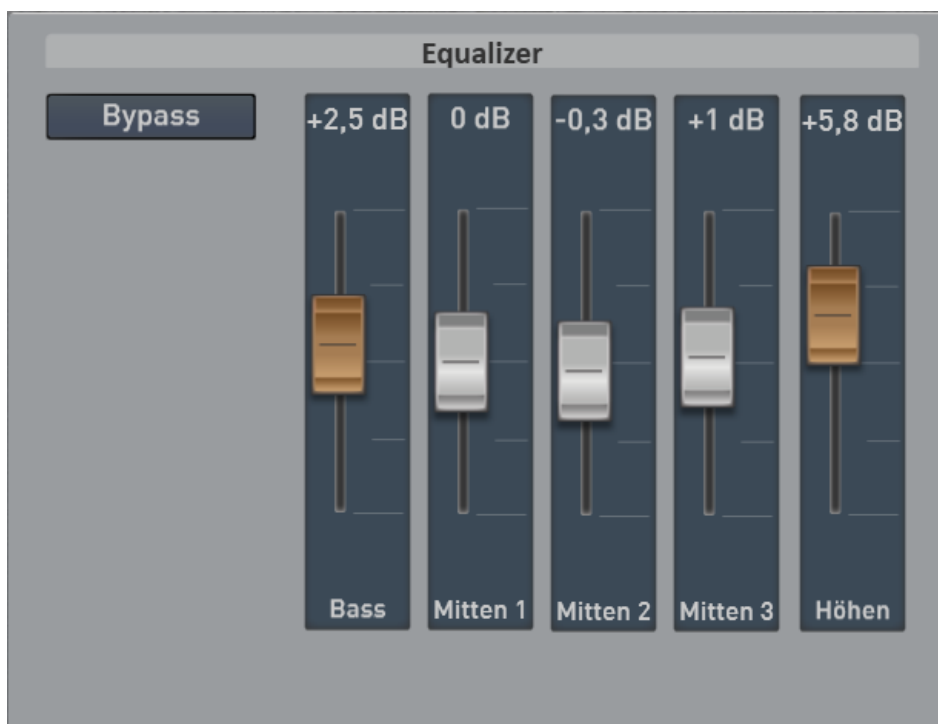 Equalizer
Bypass
+2,5 dB
0 dB
-0,3 dB
+1 dB
+5,8 dB
Bass
Mitten 1
Mitten 2
Mitten 3
Höhen